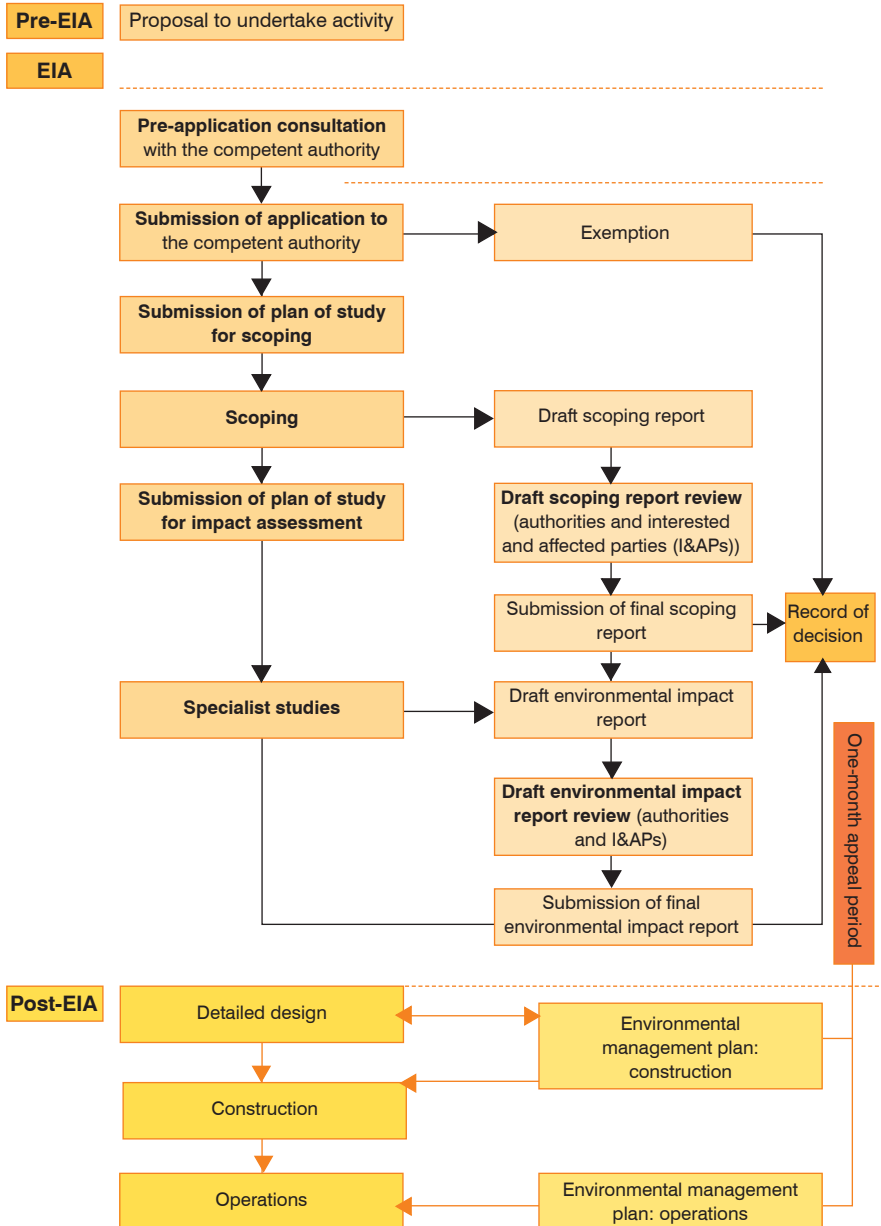 Pre-EIA
Proposal to undertake activity
EIA
Pre-application consultation
with the competent authority
Submission of application to
the competent authority
Exemption
Submission of plan of study
for scoping
Scoping
Draft scoping report
Submission of plan of study
for impact assessment
Draft scoping report review
(authorities and interested
and affected parties (I&APs))
Submission of final scoping
report
Record of
decision
Specialist studies
Draft environmental impact
report
Draft environmental impact
report review (authorities
and I&APs)
Submission of final
environmental impact report
One-month appeal period
Post-EIA
Detailed design
Environmental
management plan:
construction
Construction
Operations
Environmental management
plan: operations